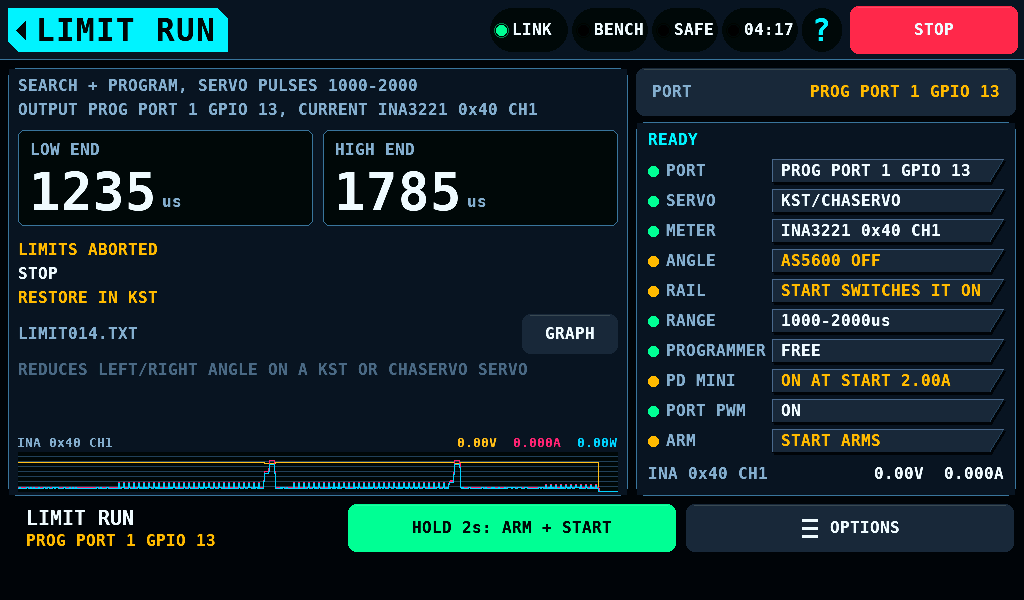 LIMIT RUN
LINK
BENCH
SAFE
04:17
?
STOP
SEARCH + PROGRAM, SERVO PULSES 1000-2000
OUTPUT PROG PORT 1 GPIO 13, CURRENT INA3221 0x40 CH1
LOW END
1235 us
HIGH END
1785 us
LIMITS ABORTED
STOP
RESTORE IN KST
LIMIT014.TXT
GRAPH
REDUCES LEFT/RIGHT ANGLE ON A KST OR CHASERVO SERVO
INA 0x40 CH1 0.00V 0.000A 0.00W
PORT PROG PORT 1 GPIO 13
READY
PORT PROG PORT 1 GPIO 13
SERVO KST/CHASERVO
METER INA3221 0x40 CH1
ANGLE AS5600 OFF
RAIL START SWITCHES IT ON
RANGE 1000-2000us
PROGRAMMER FREE
PD MINI ON AT START 2.00A
PORT PWM ON
ARM START ARMS
INA 0x40 CH1 0.00V 0.000A
LIMIT RUN
PROG PORT 1 GPIO 13
HOLD 2s: ARM + START
OPTIONS